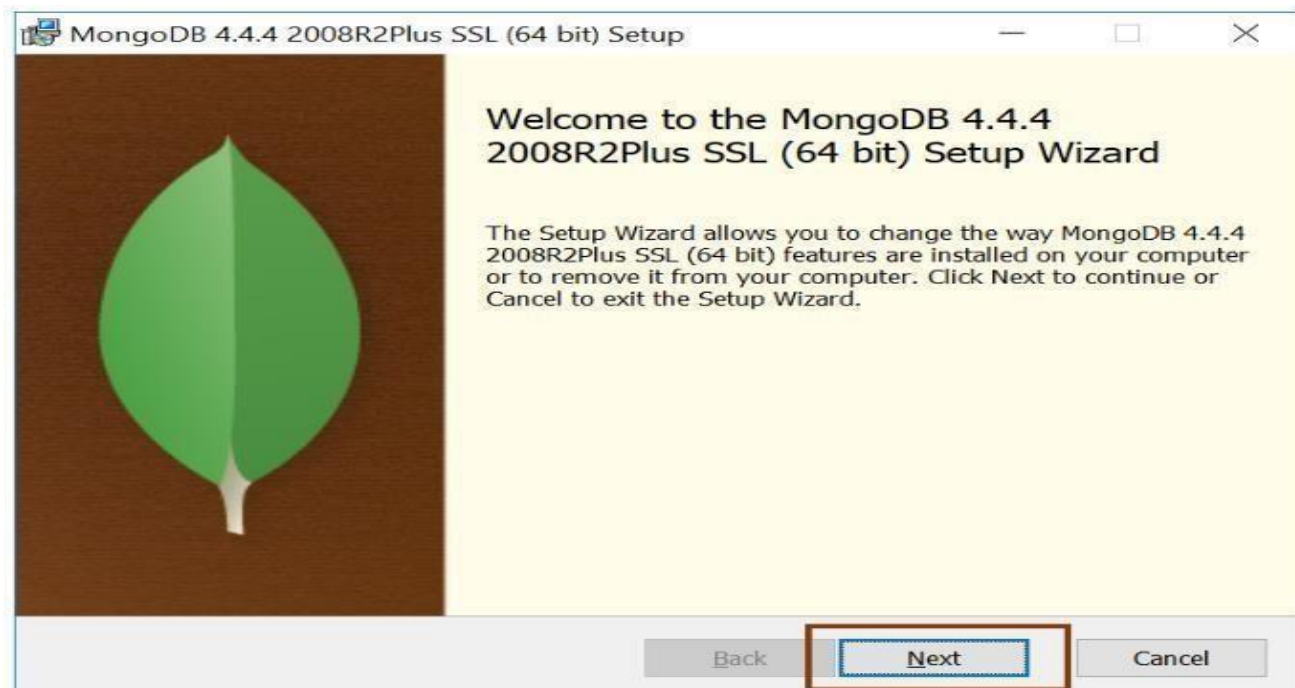 MongoDB 4.4.4 2008R2Plus SSL (64 bit) Setup
Welcome to the MongoDB 4.4.4
2008R2Plus SSL (64 bit) Setup Wizard
The Setup Wizard allows you to change the way MongoDB 4.4.4
2008R2Plus SSL (64 bit) features are installed on your computer
or to remove it from your computer. Click Next to continue or
Cancel to exit the Setup Wizard.
Back Next Cancel